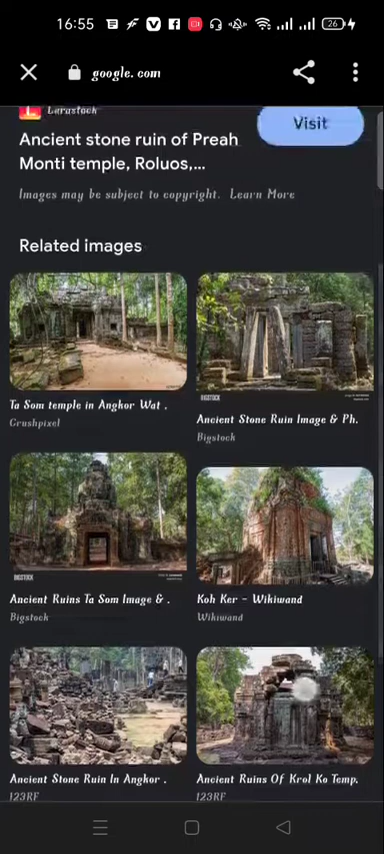 16:55
26
google. com
Larastock
Visit
Ancient stone ruin of Preah
Monti temple, Roluos,...
Images may be subject to copyright. Learn More
Related images
Ta Som temple in Angkor Wat .
Crushpixel
BIGSTOCK
Ancient Stone Ruin Image & Ph.
Bigstock
BIGSTOCK
Ancient Ruins Ta Som Image & .
Bigstock
Koh Ker - Wikiwand
Wikiwand
Ancient Stone Ruin In Angkor .
123RF
Ancient Ruins Of Krol Ko Temp.
123RF